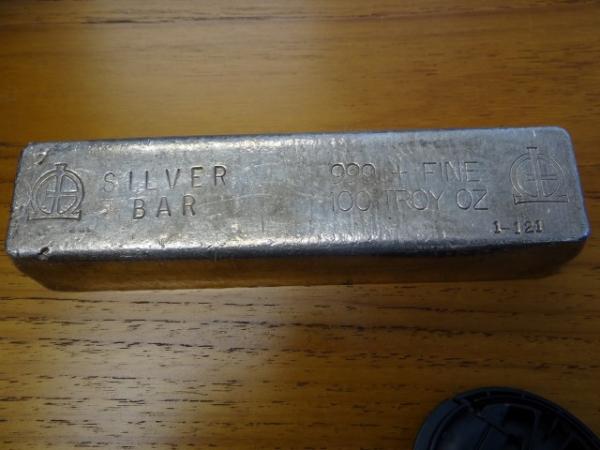 SILVER
BAR
999 + FINE
100 TROY OZ
1-121